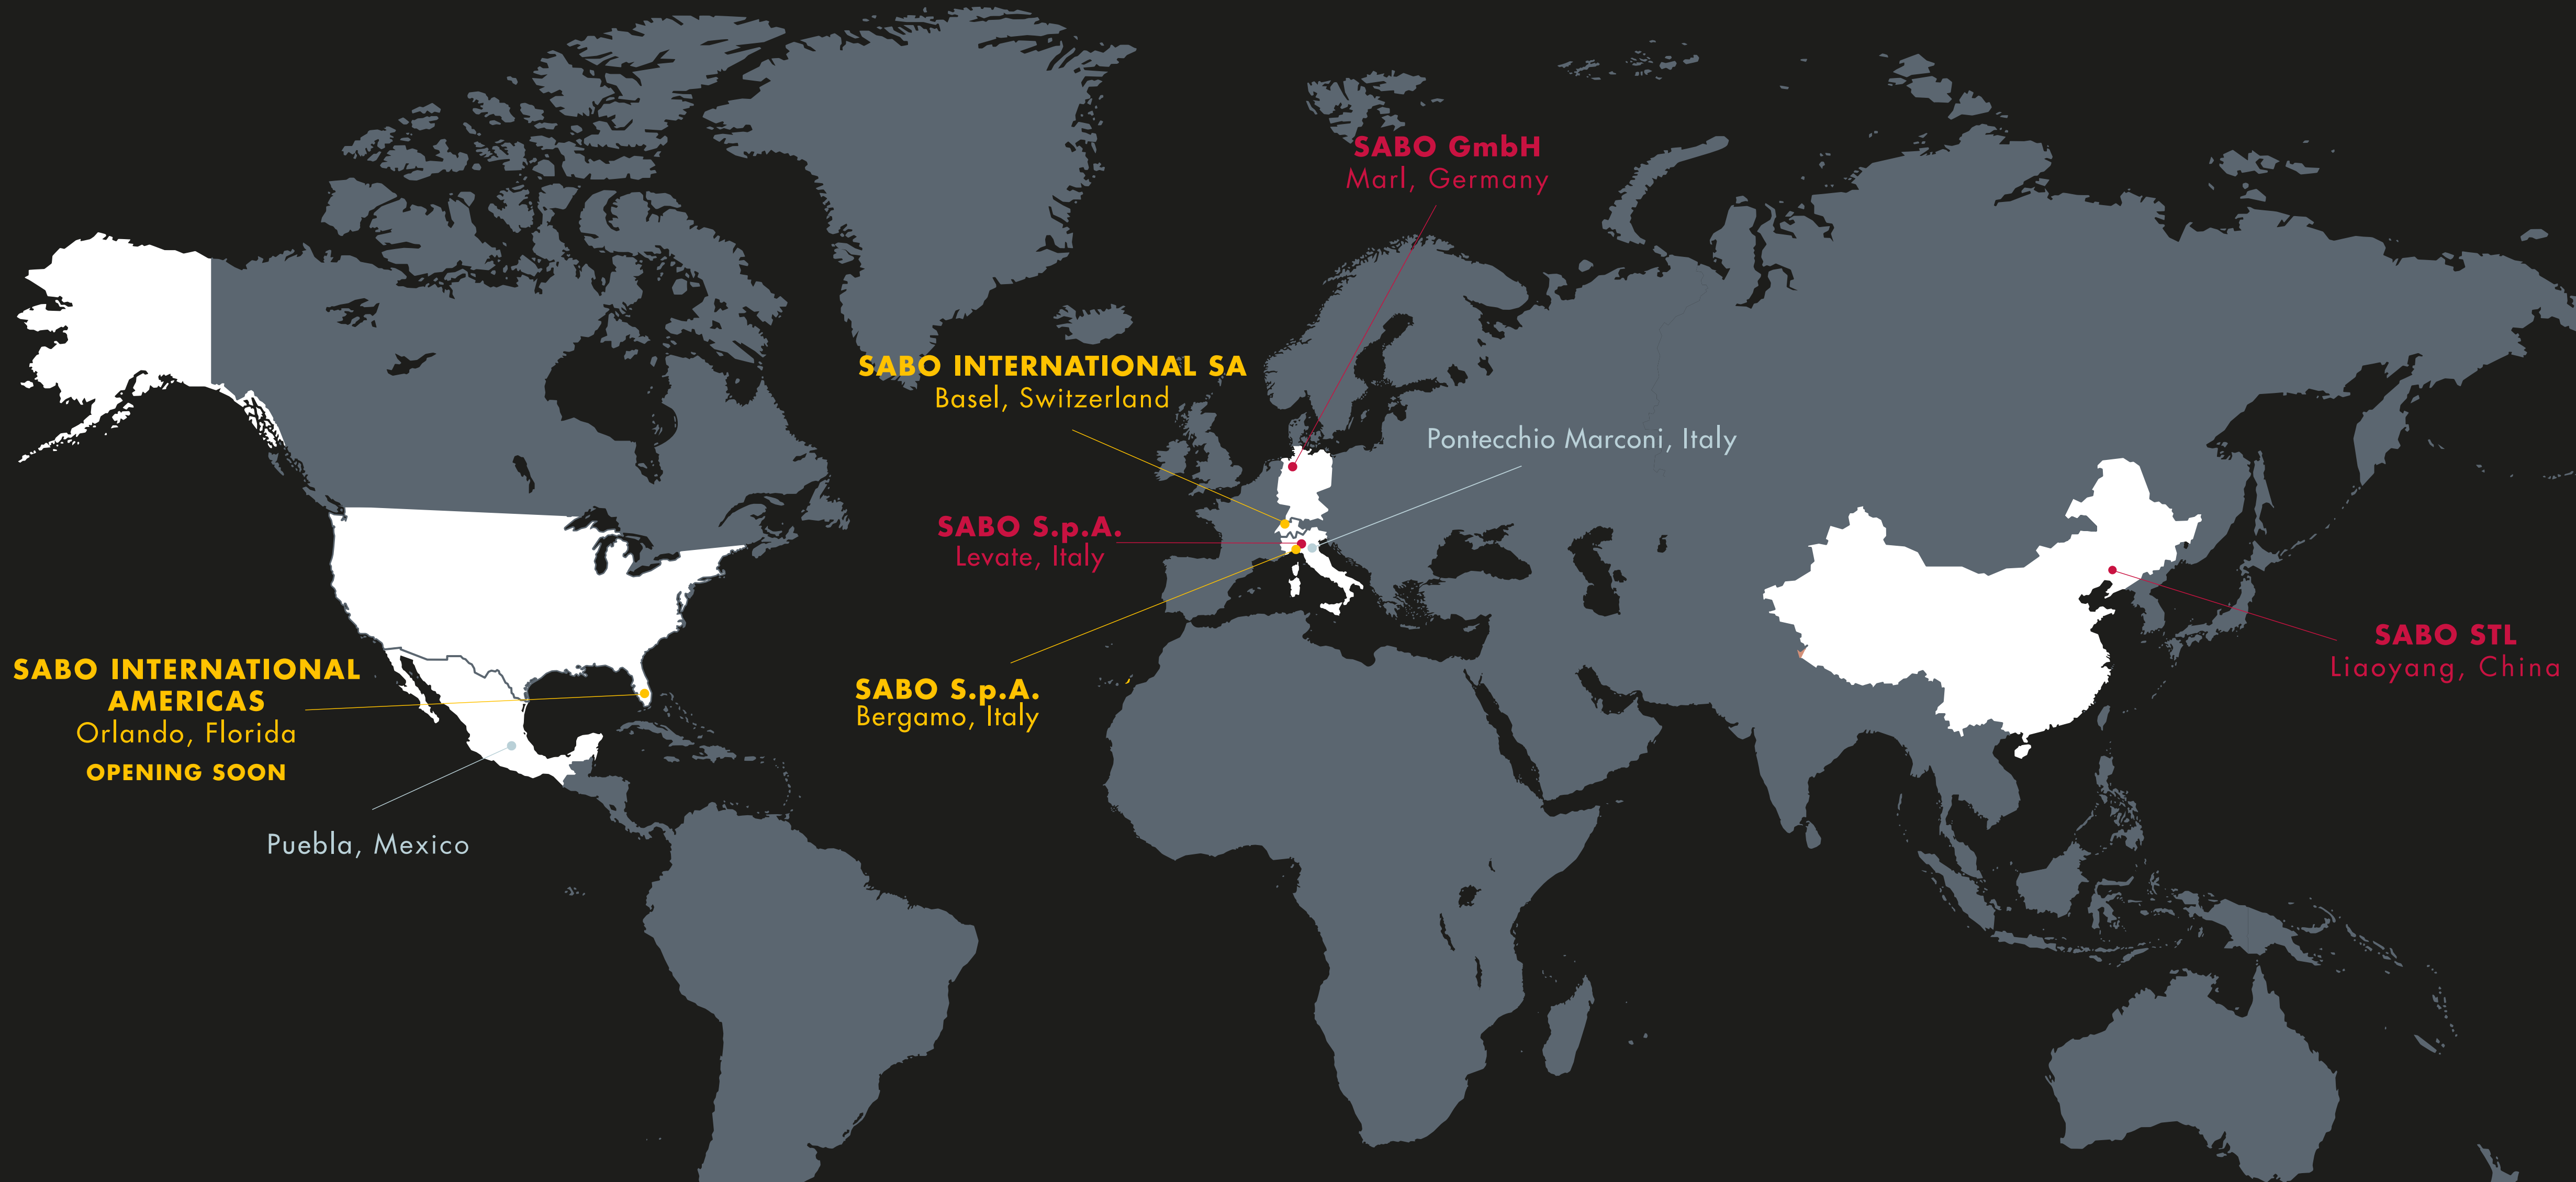 SABO GmbH
Marl, Germany
SABO INTERNATIONAL SA
Basel, Switzerland
Pontecchio Marconi, Italy
SABO S.p.A.
Levate, Italy
SABO STL
Liaoyang, China
SABO INTERNATIONAL
AMERICAS
Orlando, Florida
OPENING SOON
SABO S.p.A.
Bergamo, Italy
Puebla, Mexico